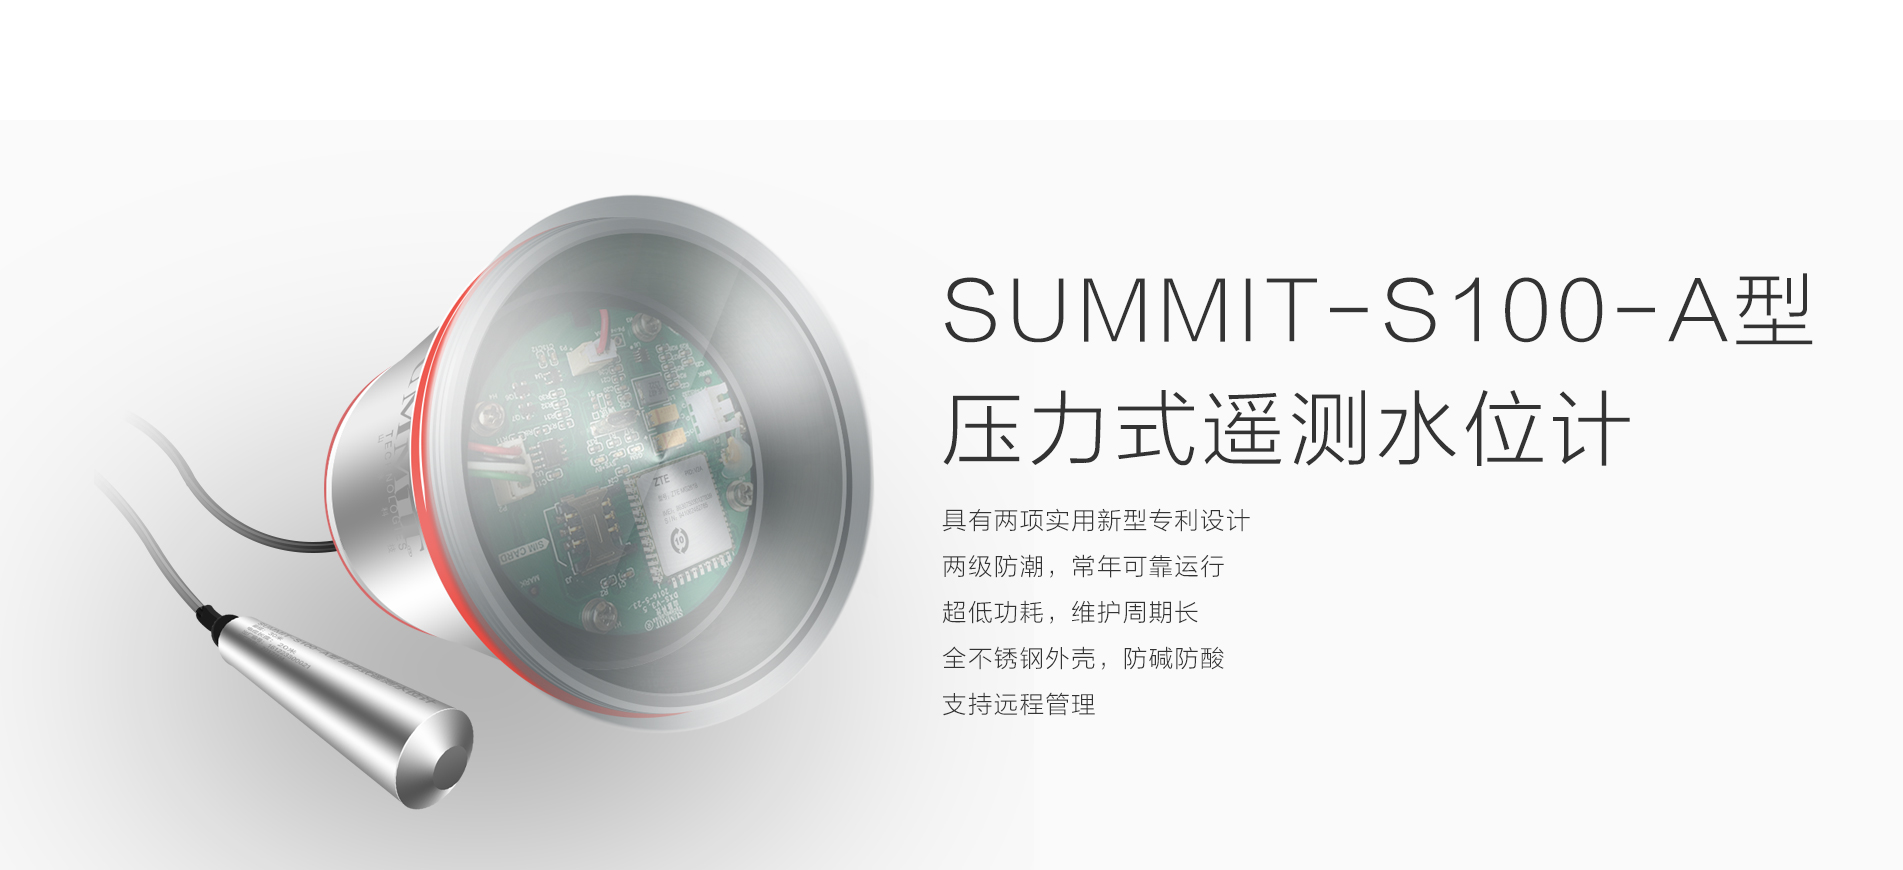 SUMMIT-S100-A型
压力式遥测水位计
具有两项实用新型专利设计
两级防潮，常年可靠运行
超低功耗，维护周期长
全不锈钢外壳，防碱防酸
支持远程管理
ZTE
SIM CARD